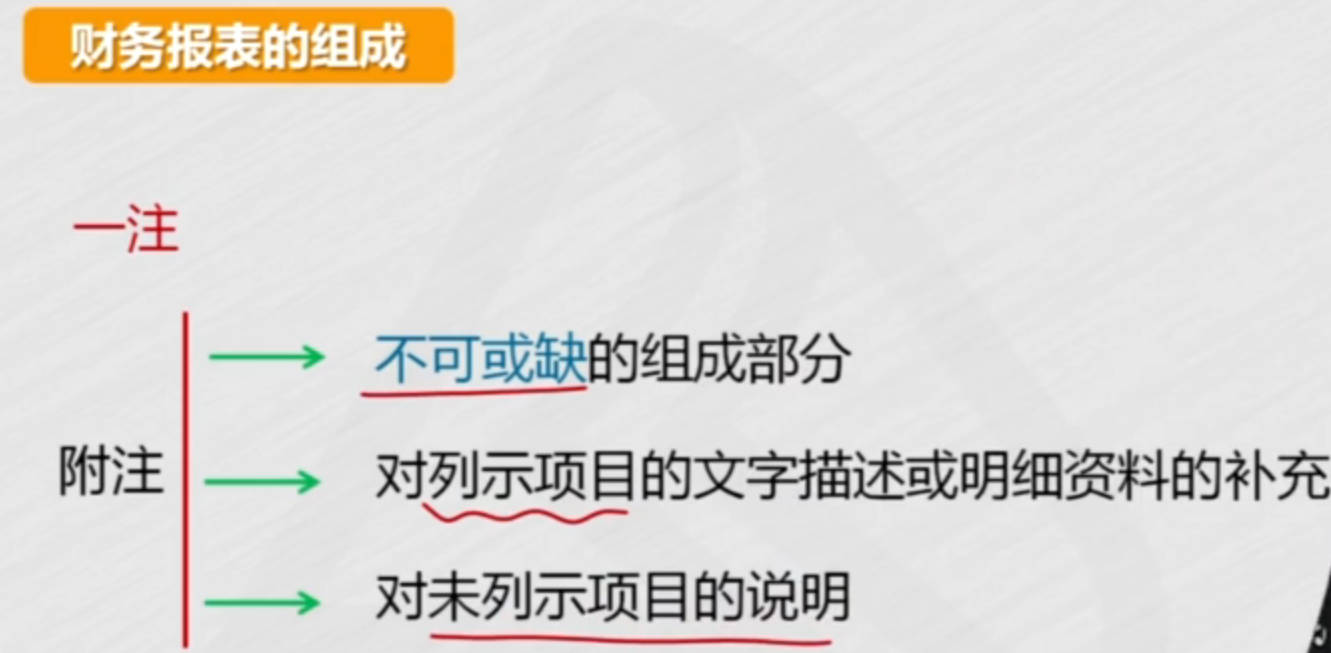 财务报表的组成
一注
不可或缺的组成部分
附注
对列示项目的文字描述或明细资料的补充
对未列示项目的说明